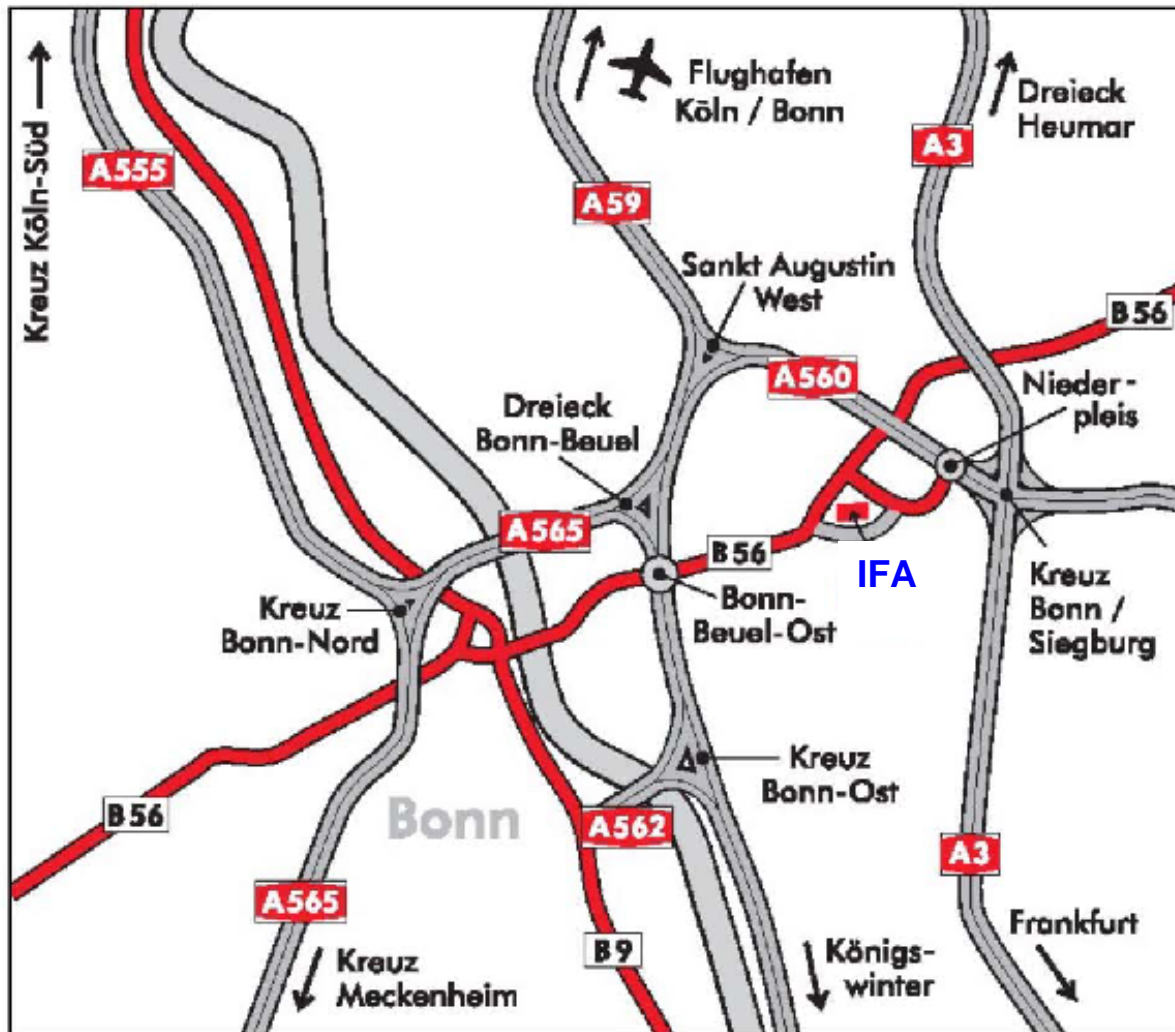 Kreuz Köln-Süd
A555
Flughafen
Köln / Bonn
Dreieck
Heumar
A3
A59
Sankt Augustin
West
B56
A560
Nieder-
pleis
Dreieck
Bonn-Beuel
A565
B56
IFA
Kreuz
Bonn-Nord
Bonn-
Beuel-Ost
Kreuz
Bonn /
Siegburg
Kreuz
Bonn-Ost
B56
Bonn
A562
A3
A565
B9
Frankfurt
Kreuz
Meckenheim
Königs-
winter